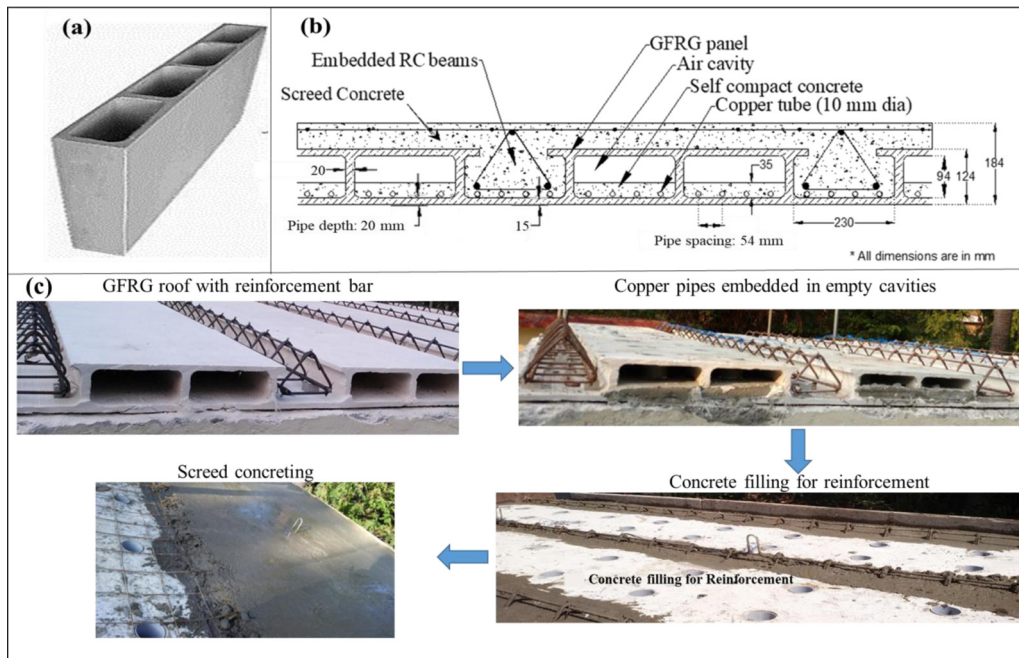 (a)
(b)
GFRG panel
Embedded RC beams
Air cavity
Self compact concrete
Screed Concrete
Copper tube (10 mm dia)
20
35
94
124
184
Pipe depth: 20 mm
15
Pipe spacing: 54 mm
230
* All dimensions are in mm
(c)
GFRG roof with reinforcement bar
Copper pipes embedded in empty cavities
Screed concreting
Concrete filling for reinforcement
Concrete filling for Reinforcement